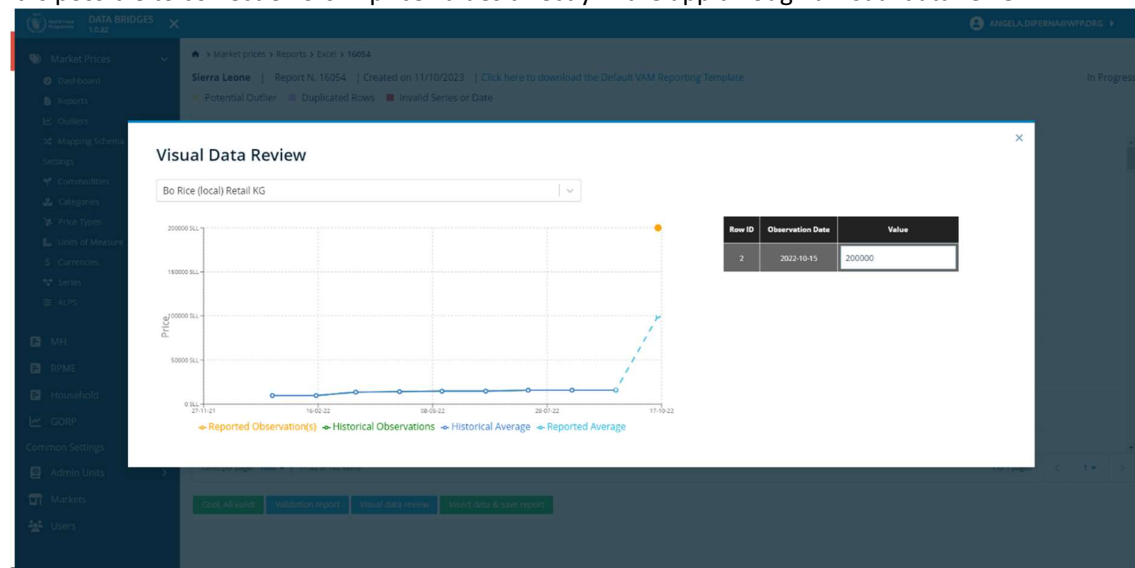 DATA BRIDGES
1.0.22
ANGELA.DIPERNA@WFP.ORG
Market Prices
Dashboard
Reports
Outliers
Mapping Schema
Settings
Commodities
Categories
Price Types
Units of Measure
Currencies
Series
ALPS
MH
RPME
Household
GORP
Common Settings
Admin Units
Markets
Users
> Market prices > Reports > Excel > 16054
Sierra Leone | Report N. 16054 | Created on 11/10/2023 | Click here to download the Default VAM Reporting Template
In Progress
Potential Outlier Duplicated Rows Invalid Series or Date
Visual Data Review
Bo Rice (local) Retail KG
200000 SLL
150000 SLL
100000 SLL
50000 SLL
0 SLL
Price
27-11-21 16-02-22 08-05-22 28-07-22 17-10-22
Reported Observation(s) Historical Observations Historical Average Reported Average
Row ID Observation Date Value
2 2022-10-15 200000
Validation report Visual data review Insert data & save report